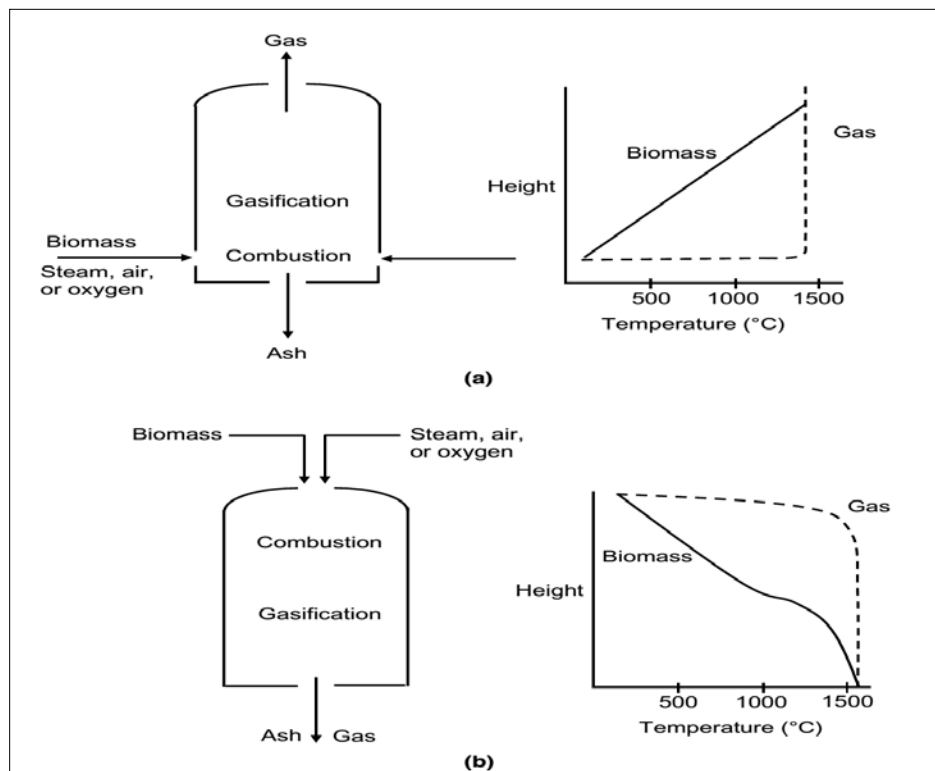 Gas
Gas
Biomass
Height
Gasification
Biomass
Combustion
Steam, air,
or oxygen
500 1000 1500
Temperature (°C)
Ash
(a)
Biomass
Steam, air,
or oxygen
Gas
Combustion
Biomass
Height
Gasification
500 1000 1500
Temperature (°C)
Ash Gas
(b)